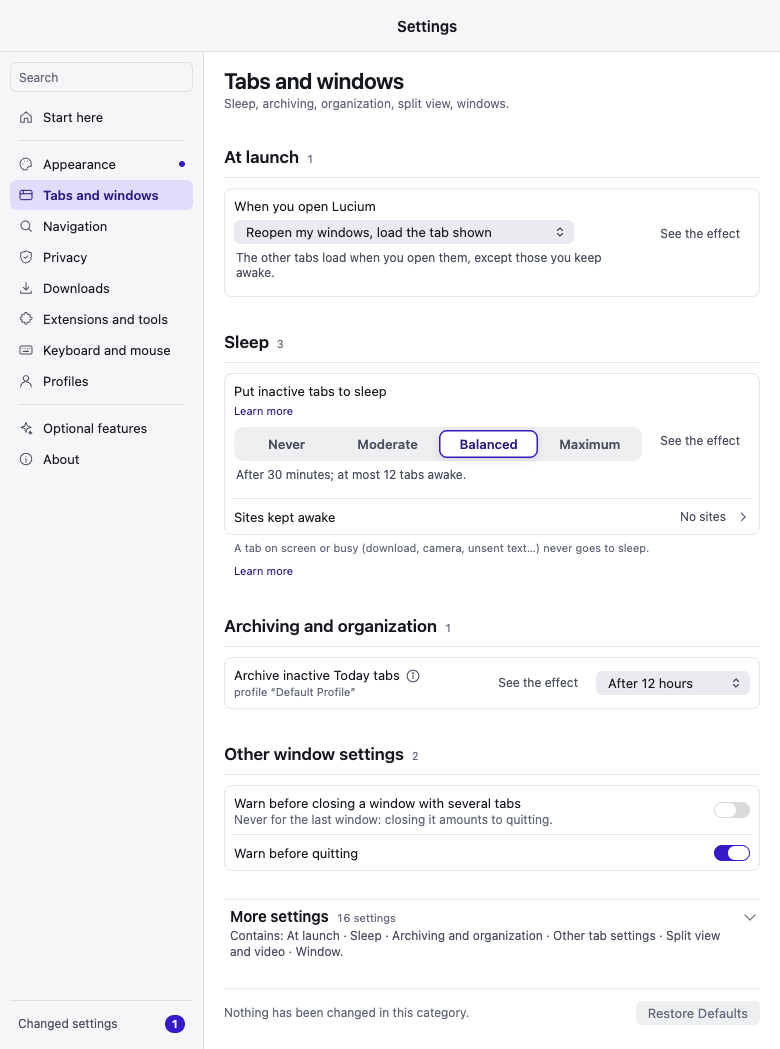 Settings
Search
Start here
Appearance
Tabs and windows
Navigation
Privacy
Downloads
Extensions and tools
Keyboard and mouse
Profiles
Optional features
About
Changed settings 1
Tabs and windows
Sleep, archiving, organization, split view, windows.
At launch 1
When you open Lucium
Reopen my windows, load the tab shown
See the effect
The other tabs load when you open them, except those you keep
awake.
Sleep 3
Put inactive tabs to sleep
Learn more
Never Moderate Balanced Maximum
See the effect
After 30 minutes; at most 12 tabs awake.
Sites kept awake No sites
A tab on screen or busy (download, camera, unsent text…) never goes to sleep.
Learn more
Archiving and organization 1
Archive inactive Today tabs
profile “Default Profile”
See the effect After 12 hours
Other window settings 2
Warn before closing a window with several tabs
Never for the last window: closing it amounts to quitting.
Warn before quitting
More settings 16 settings
Contains: At launch · Sleep · Archiving and organization · Other tab settings · Split view
and video · Window.
Nothing has been changed in this category. Restore Defaults